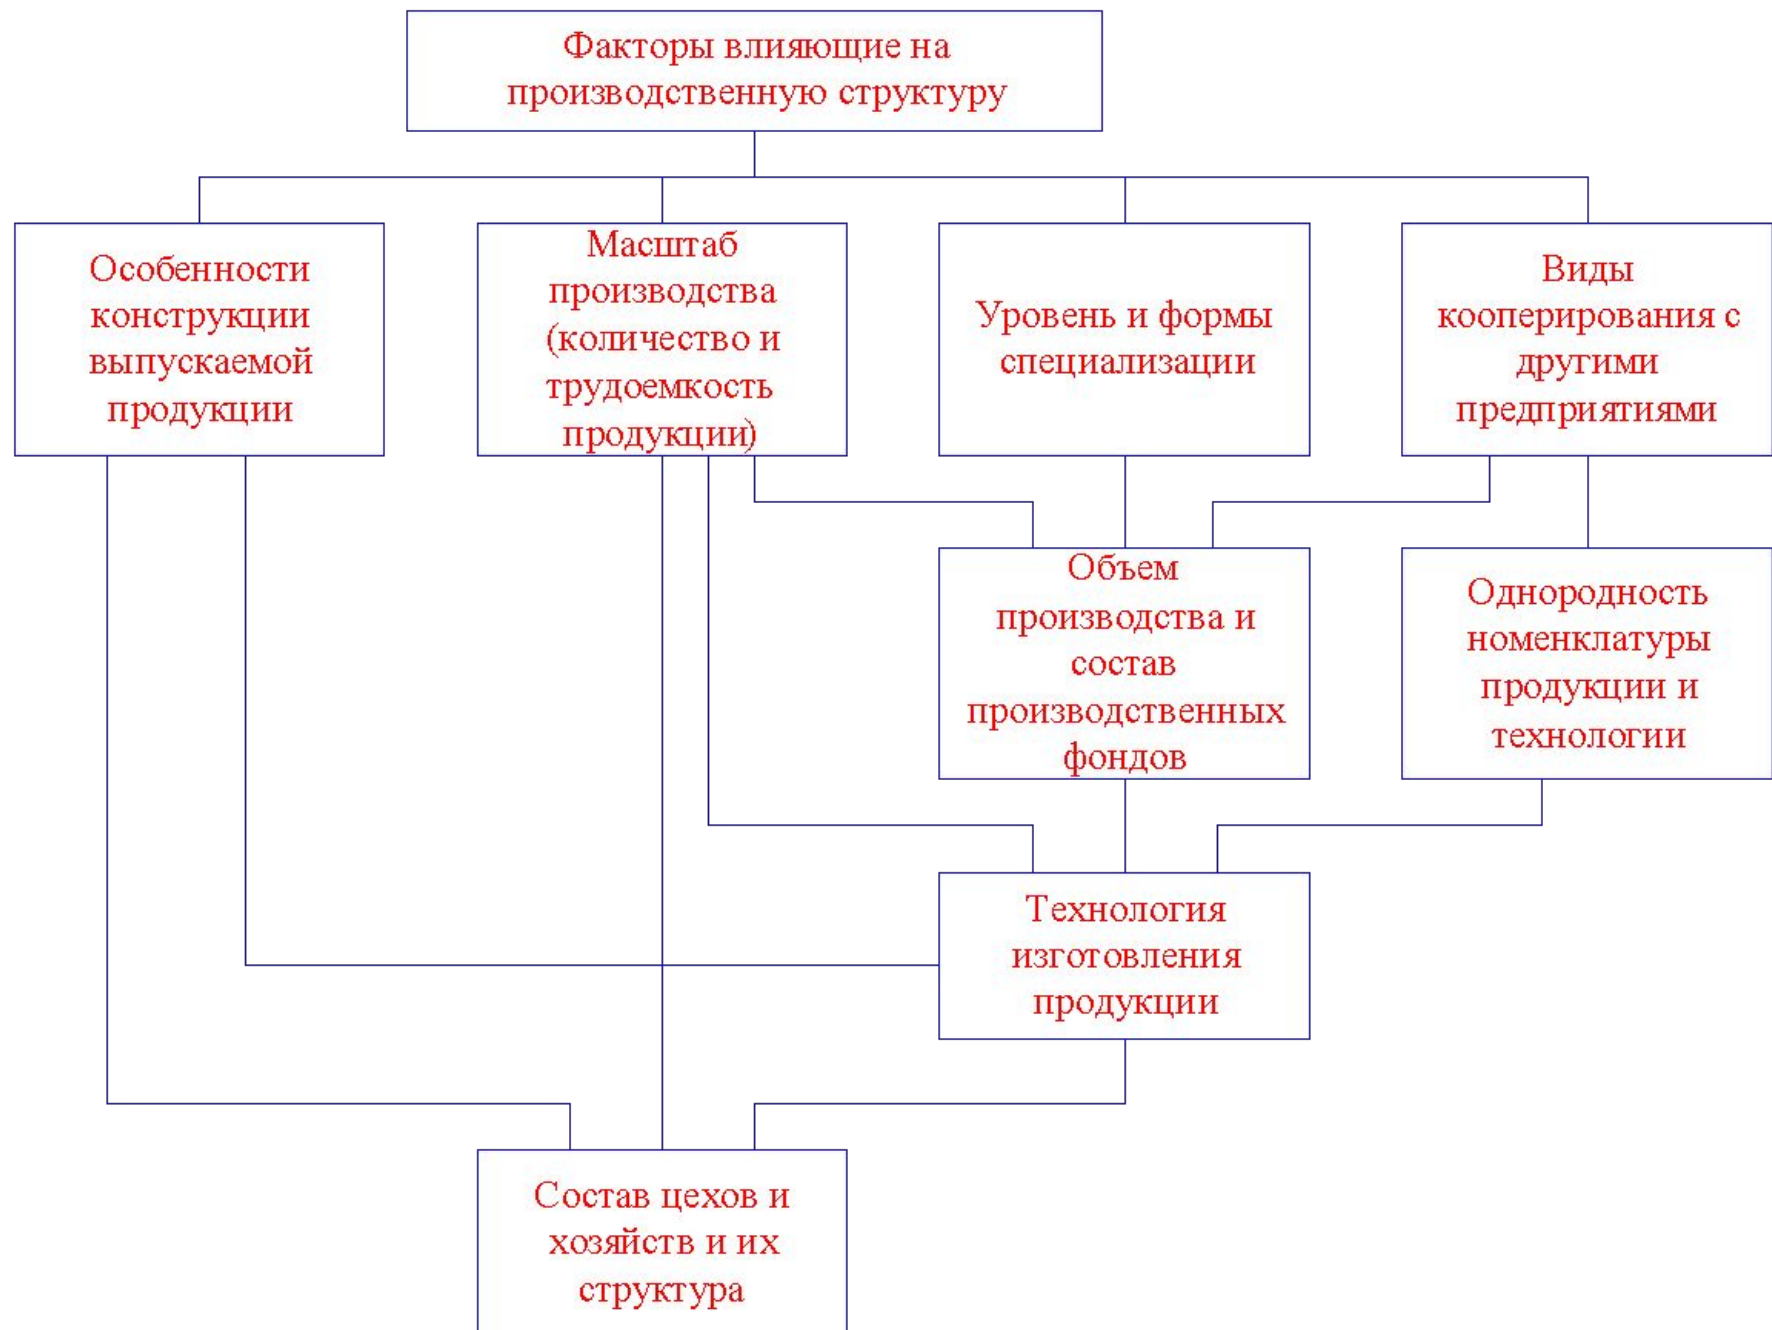 Факторы влияющие на
производственную структуру
Особенности
конструкции
выпускаемой
продукции
Масштаб
производства
(количество и
трудоемкость
продукции)
Уровень и формы
специализации
Виды
кооперирования с
другими
предприятиями
Объем
производства и
состав
производственных
фондов
Однородность
номенклатуры
продукции и
технологии
Технология
изготовления
продукции
Состав цехов и
хозяйств и их
структура